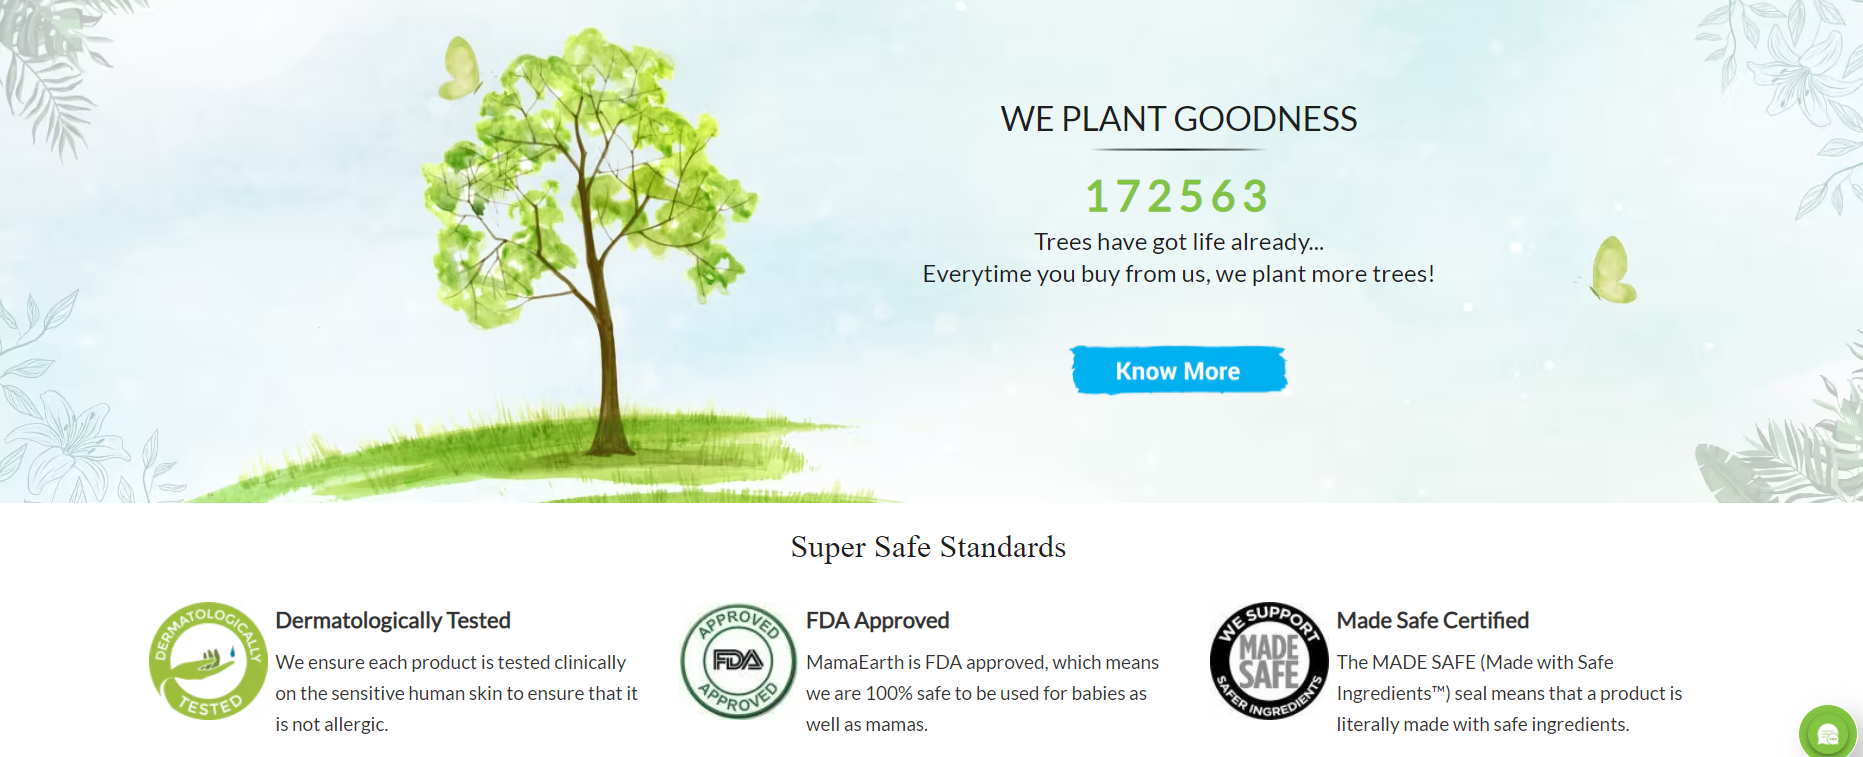 WE PLANT GOODNESS
172563
Trees have got life already...
Everytime you buy from us, we plant more trees!
Know More
Super Safe Standards
DERMATOLOGICALLY
TESTED
Dermatologically Tested
We ensure each product is tested clinically
on the sensitive human skin to ensure that it
is not allergic.
APPROVED
FDA
APPROVED
FDA Approved
MamaEarth is FDA approved, which means
we are 100% safe to be used for babies as
well as mamas.
WE SUPPORT
MADE
SAFE
SAFER INGREDIENTS
Made Safe Certified
The MADE SAFE (Made with Safe
Ingredients™) seal means that a product is
literally made with safe ingredients.